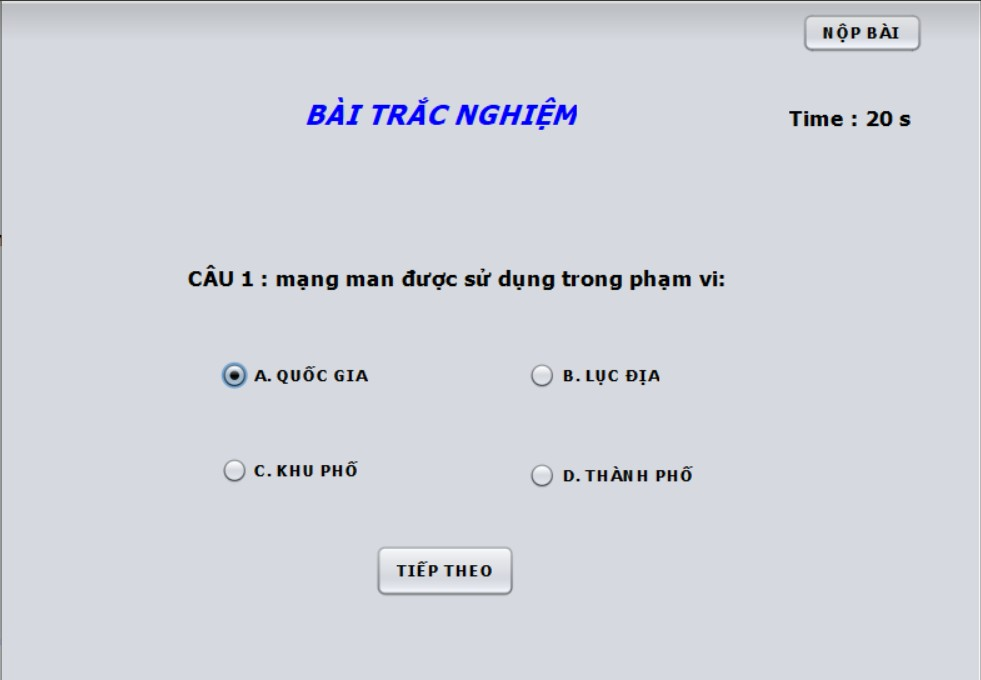 NỘP BÀI
BÀI TRẮC NGHIỆM
Time : 20 s
CÂU 1 : mạng man được sử dụng trong phạm vi:
A. QUỐC GIA
B. LỤC ĐỊA
C. KHU PHỐ
D. THÀNH PHỐ
TIẾP THEO